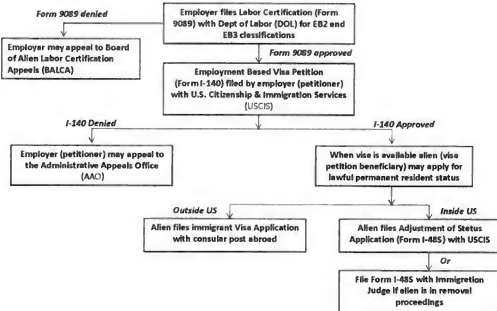 Form 9089 denied
Employer files Labor Certification (Form
9089) with Dept of Labor (DOL) for EB2 and
EB3 classifications
Employer may appeal to Board
of Alien Labor Certification
Appeals (BALCA)
Form 9089 approved
Employment Based Visa Petition
(Form I-140) filed by employer (petitioner)
with U.S. Citizenship & Immigration Services
(USCIS)
I-140 Denied
I-140 Approved
Employer (petitioner) may appeal to
the Administrative Appeals Office
(AAO)
When visa is available alien (visa
petition beneficiary) may apply for
lawful permanent resident status
Outside US
Inside US
Alien files immigrant Visa Application
with consular post abroad
Alien files Adjustment of Status
Application (Form I-485) with USCIS
Or
File Form I-485 with Immigration
Judge if alien is in removal
proceedings